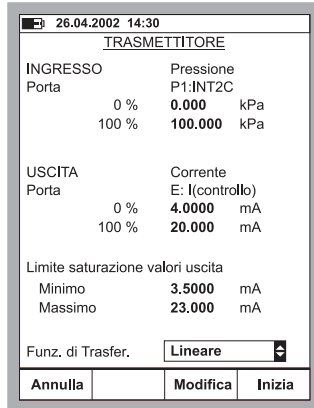 26.04.2002 14:30
TRASMETTITORE
INGRESSO Pressione
Porta P1:INT2C
0 % 0.000 kPa
100 % 100.000 kPa
USCITA Corrente
Porta E: I(controllo)
0 % 4.0000 mA
100 % 20.000 mA
Limite saturazione valori uscita
Minimo 3.5000 mA
Massimo 23.000 mA
Funz. di Trasfer. Lineare
Annulla Modifica Inizia